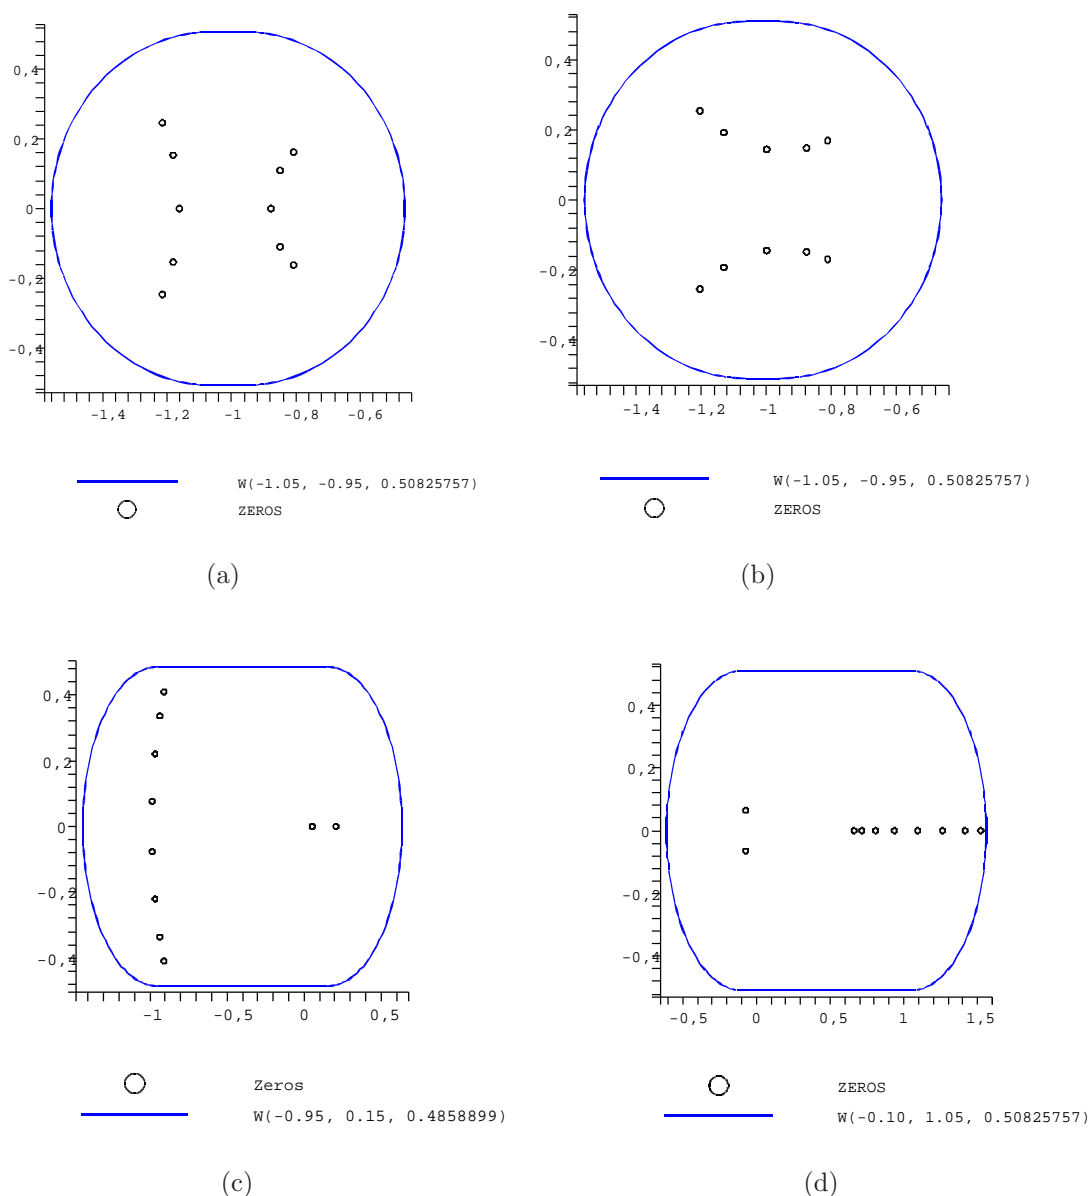 0,4
0,2
0
-0,2
-0,4
-1,4 -1,2 -1 -0,8 -0,6
W(-1.05, -0.95, 0.50825757)
ZEROS
(a)
0,4
0,2
0
-0,2
-0,4
-1,4 -1,2 -1 -0,8 -0,6
W(-1.05, -0.95, 0.50825757)
ZEROS
(b)
0,4
0,2
0
-0,2
-0,4
-1 -0,5 0 0,5
Zeros
W(-0.95, 0.15, 0.4858899)
(c)
0,4
0,2
0
-0,2
-0,4
-0,5 0 0,5 1 1,5
ZEROS
W(-0.10, 1.05, 0.50825757)
(d)